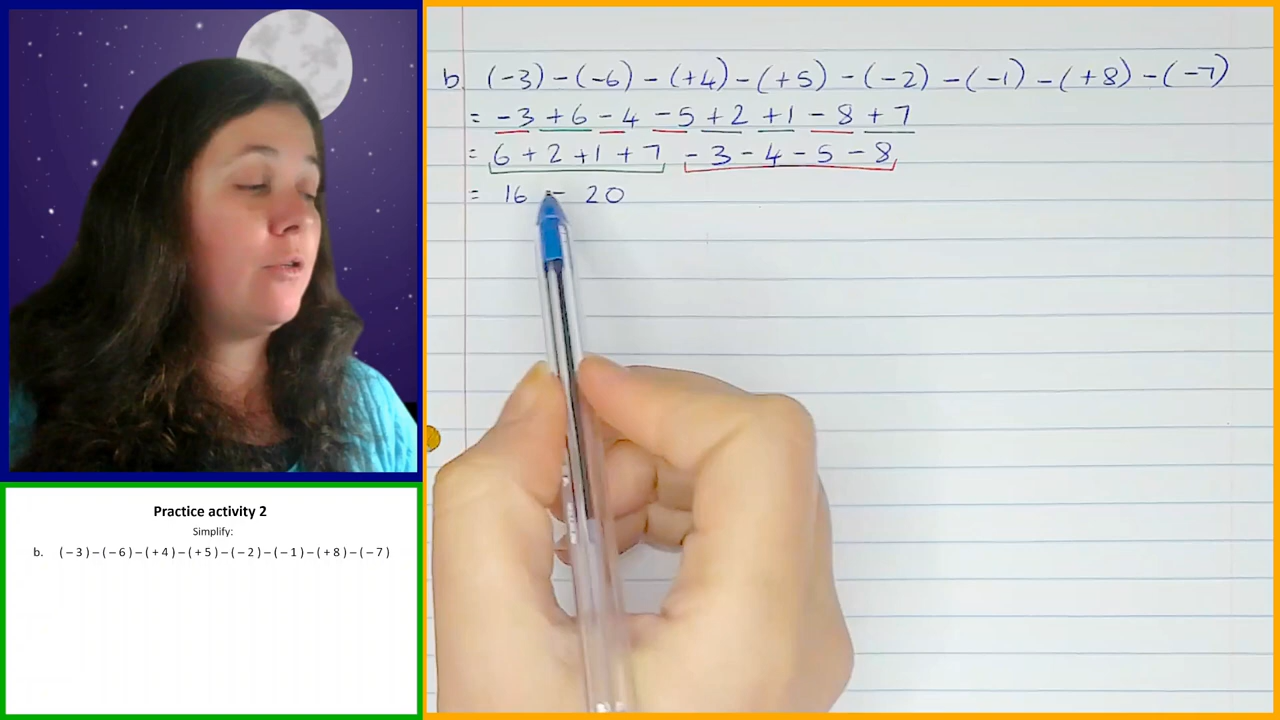 b. (-3) - (-6) - (+4) - (+5) - (-2) - (-1) - (+8) - (-7)
= -3 + 6 - 4 - 5 + 2 + 1 - 8 + 7
= 6 + 2 + 1 + 7 - 3 - 4 - 5 - 8
= 16 - 20
Practice activity 2
Simplify:
b. (−3)−(−6)−(+4)−(+5)−(−2)−(−1)−(+8)−(−7)